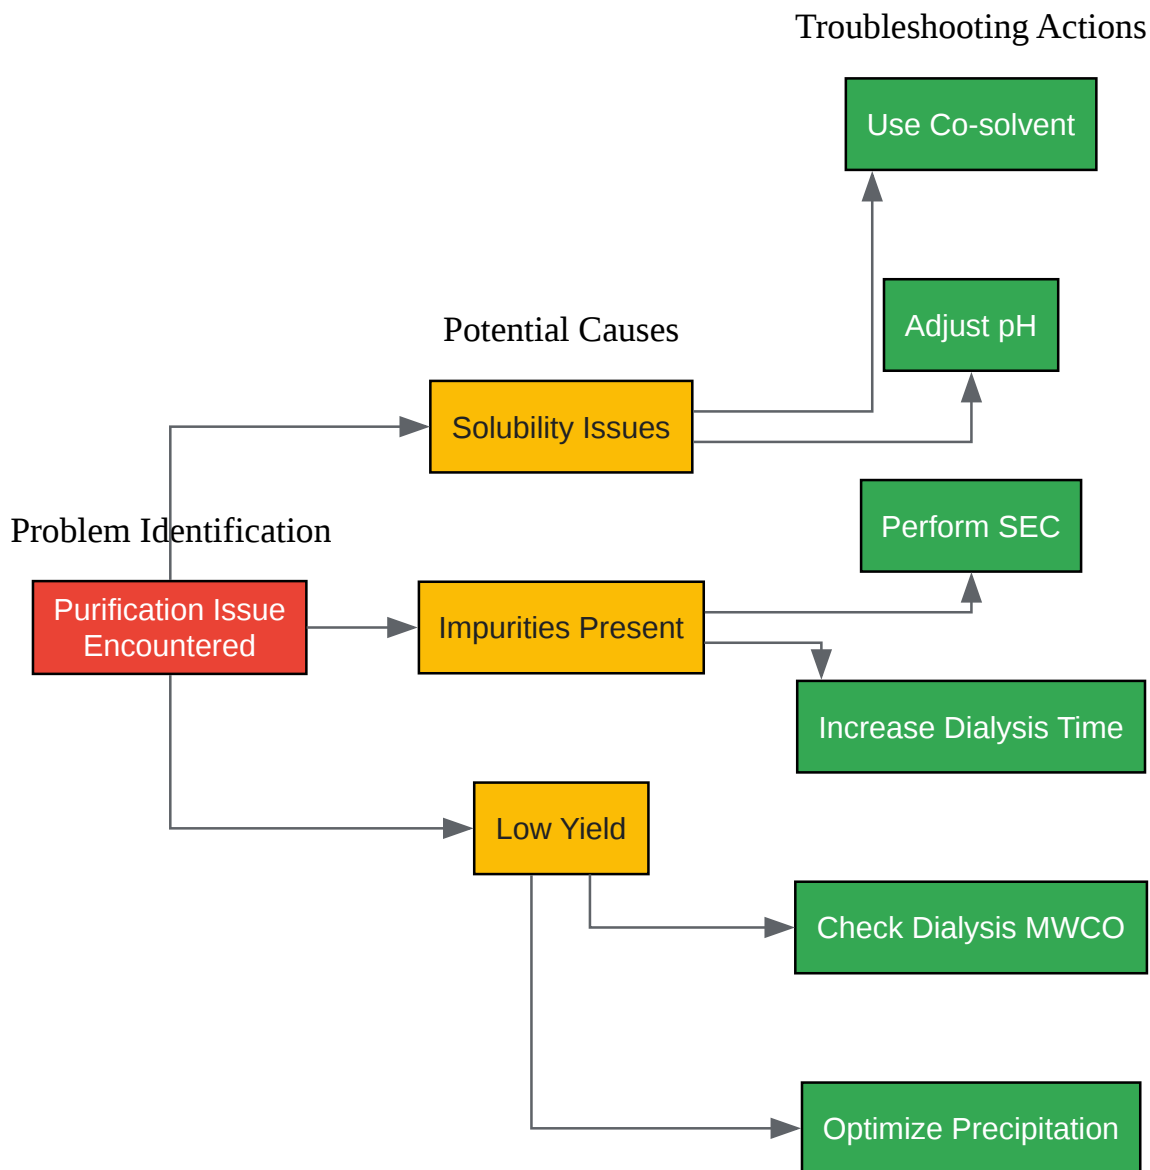 Troubleshooting Actions
Use Co-solvent
Adjust pH
Potential Causes
Solubility Issues
Perform SEC
Problem Identification
Purification Issue
Encountered
Impurities Present
Increase Dialysis Time
Low Yield
Check Dialysis MWCO
Optimize Precipitation